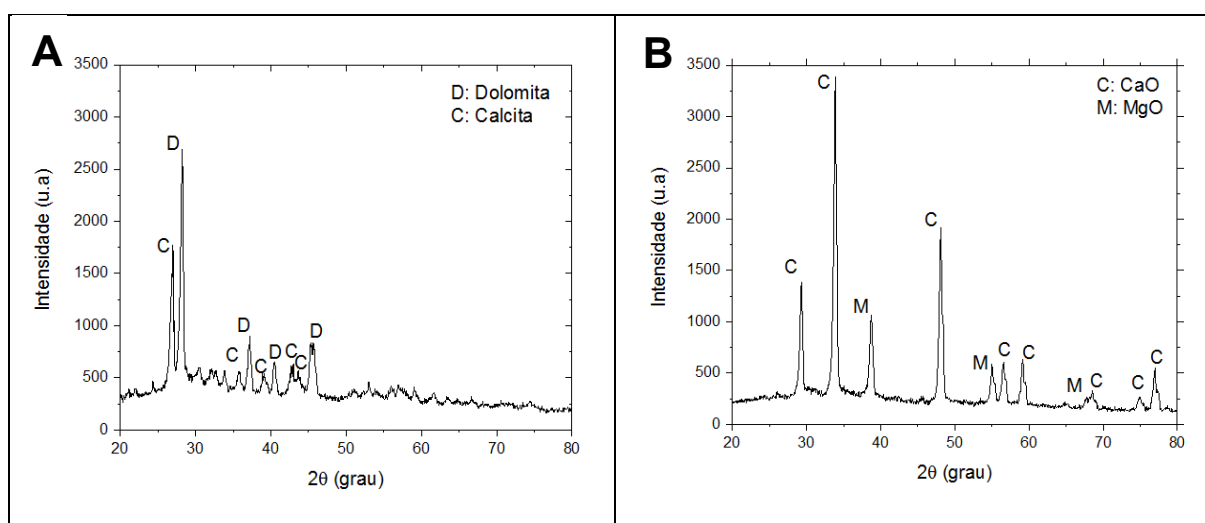 A
D: Dolomita
C: Calcita
3500
3000
2500
2000
1500
1000
500
0
Intensidade (u.a)
C
D
C
D
C
D
C
C
D
20 30 40 50 60 70 80
2θ (grau)
B
C: CaO
M: MgO
3500
3000
2500
2000
1500
1000
500
0
Intensidade (u.a)
C
C
M
C
M
C
C
M
C
C
C
20 30 40 50 60 70 80
2θ (grau)